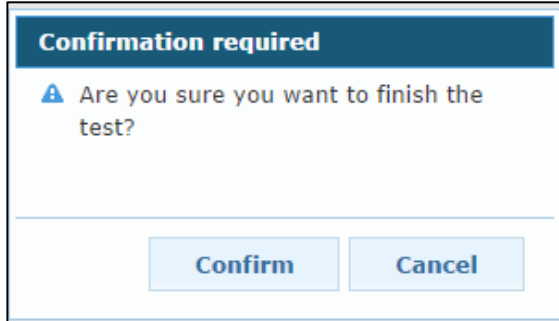 Confirmation required
Are you sure you want to finish the
test?
Confirm Cancel